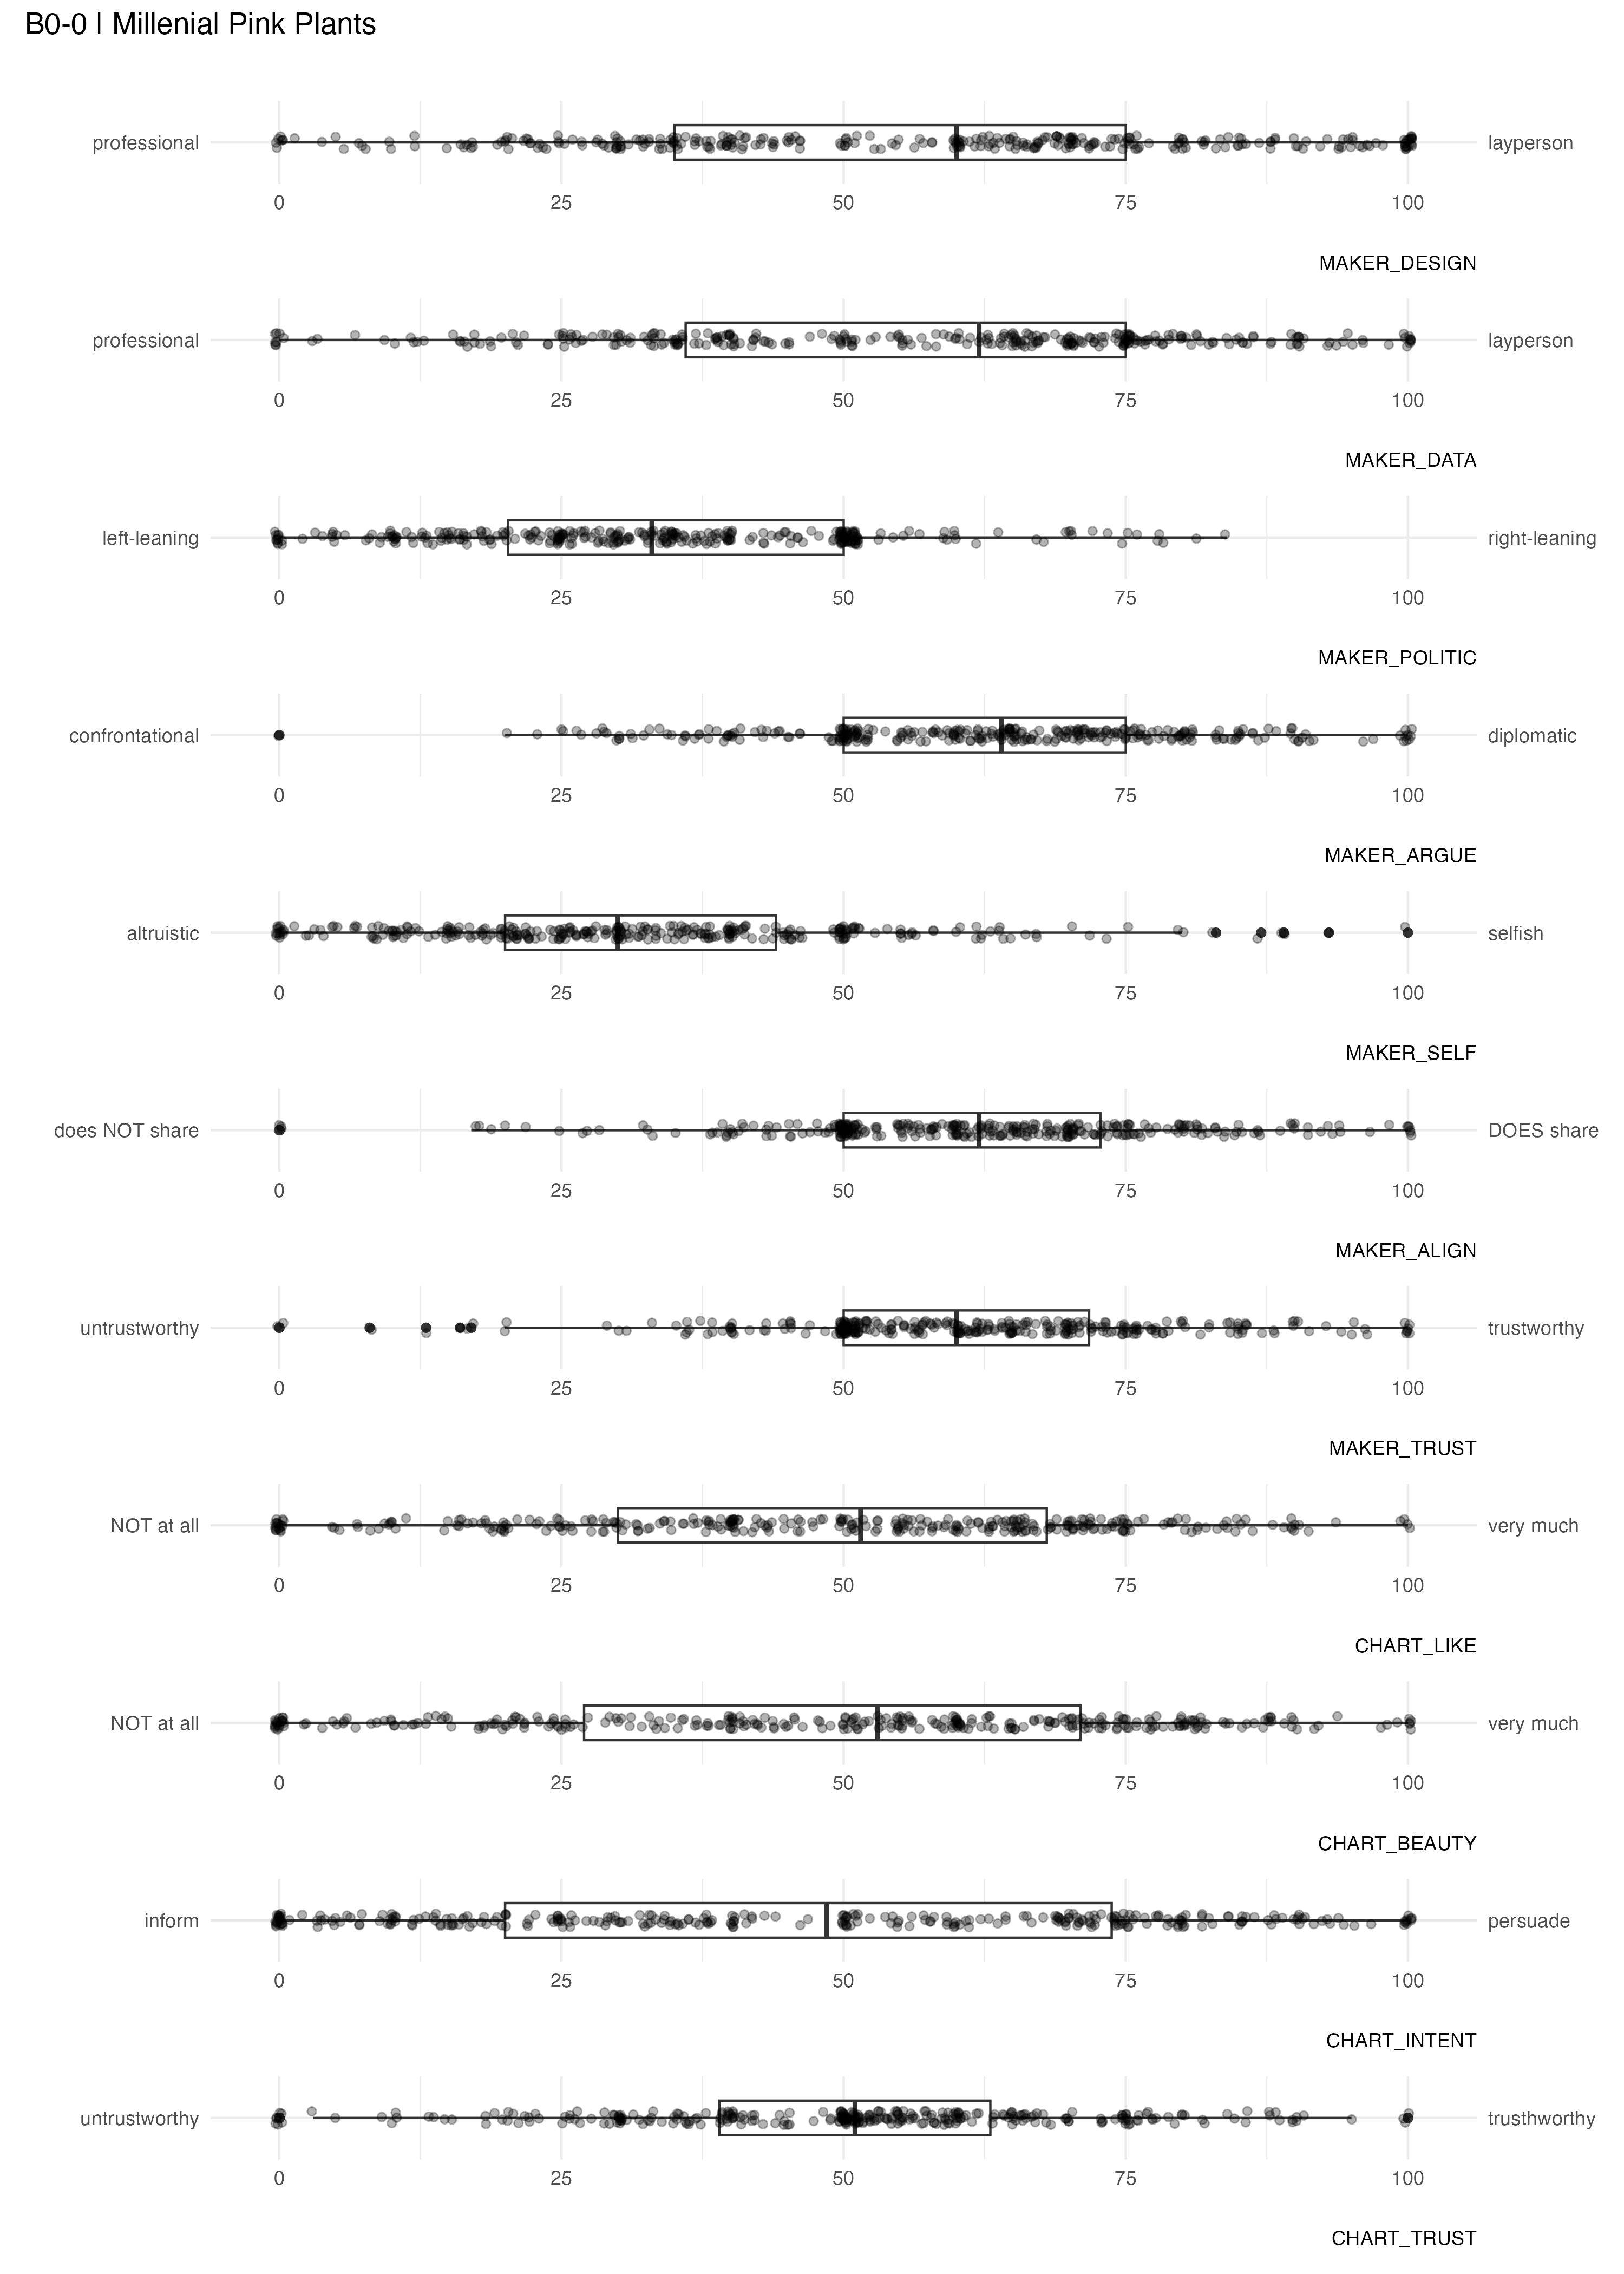 B0-0 | Millenial Pink Plants
professional layperson
0 25 50 75 100
MAKER_DESIGN
professional layperson
0 25 50 75 100
MAKER_DATA
left-leaning right-leaning
0 25 50 75 100
MAKER_POLITIC
confrontational diplomatic
0 25 50 75 100
MAKER_ARGUE
altruistic selfish
0 25 50 75 100
MAKER_SELF
does NOT share DOES share
0 25 50 75 100
MAKER_ALIGN
untrustworthy trustworthy
0 25 50 75 100
MAKER_TRUST
NOT at all very much
0 25 50 75 100
CHART_LIKE
NOT at all very much
0 25 50 75 100
CHART_BEAUTY
inform persuade
0 25 50 75 100
CHART_INTENT
untrustworthy trusthworthy
0 25 50 75 100
CHART_TRUST